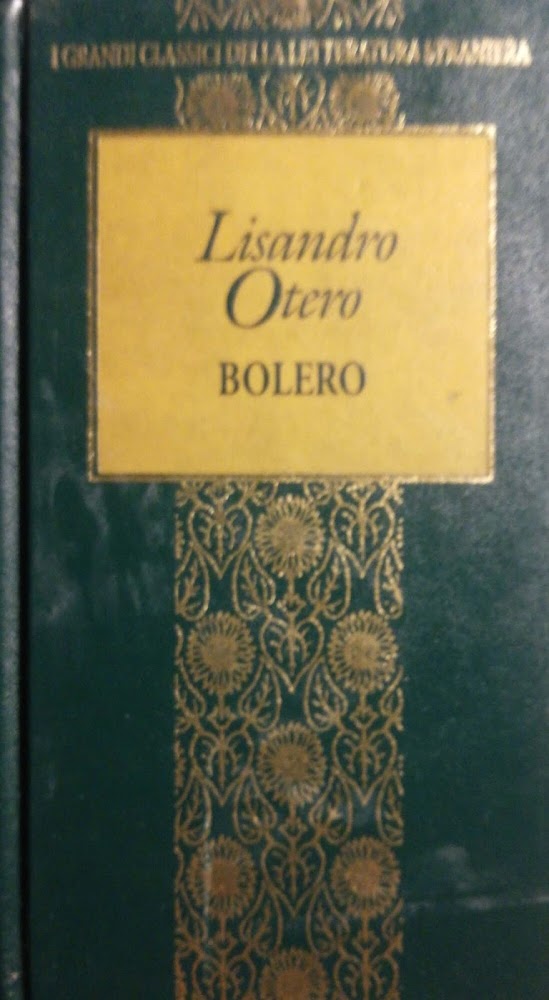 I GRANDI CLASSICI DELLA LETTERATURA STRANIERA
Lisandro
Otero
BOLERO